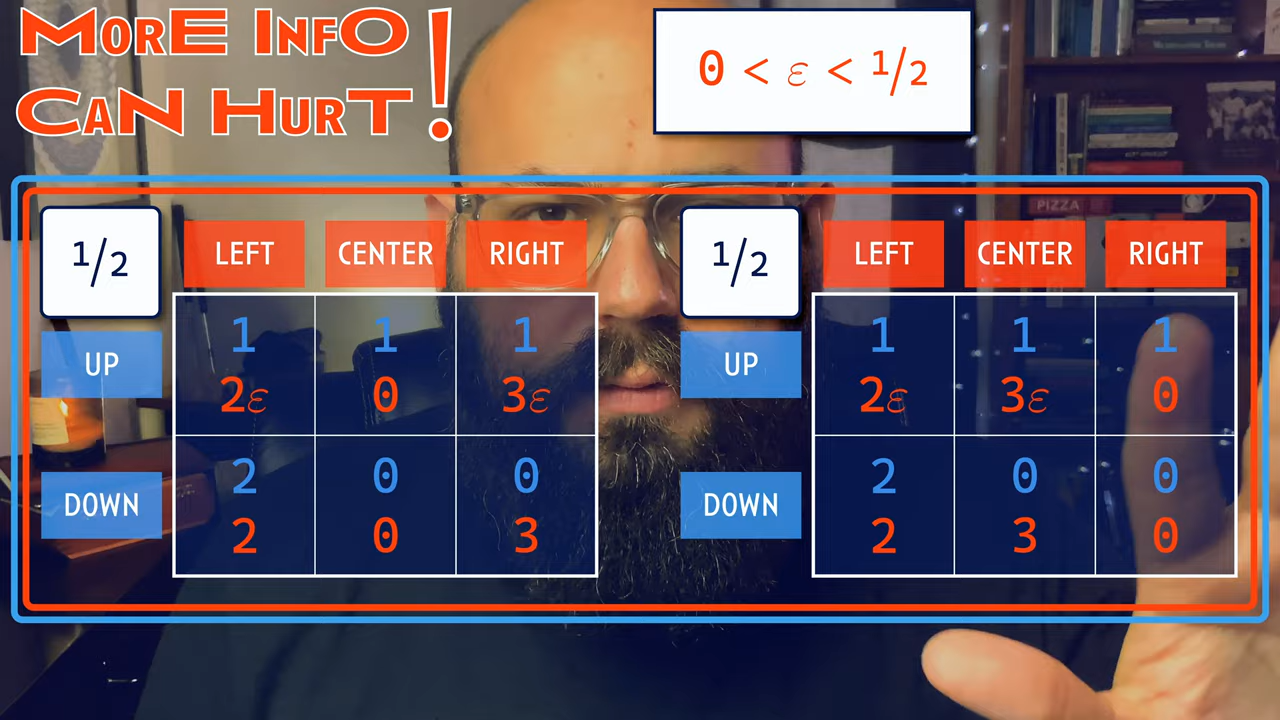 MORE INFO
CAN HURT!
0 < ε < 1/2
1/2 LEFT CENTER RIGHT
UP 1 1 1
2ε 0 3ε
DOWN 2 0 0
2 0 3
1/2 LEFT CENTER RIGHT
UP 1 1 1
2ε 3ε 0
DOWN 2 0 0
2 3 0
PIZZA